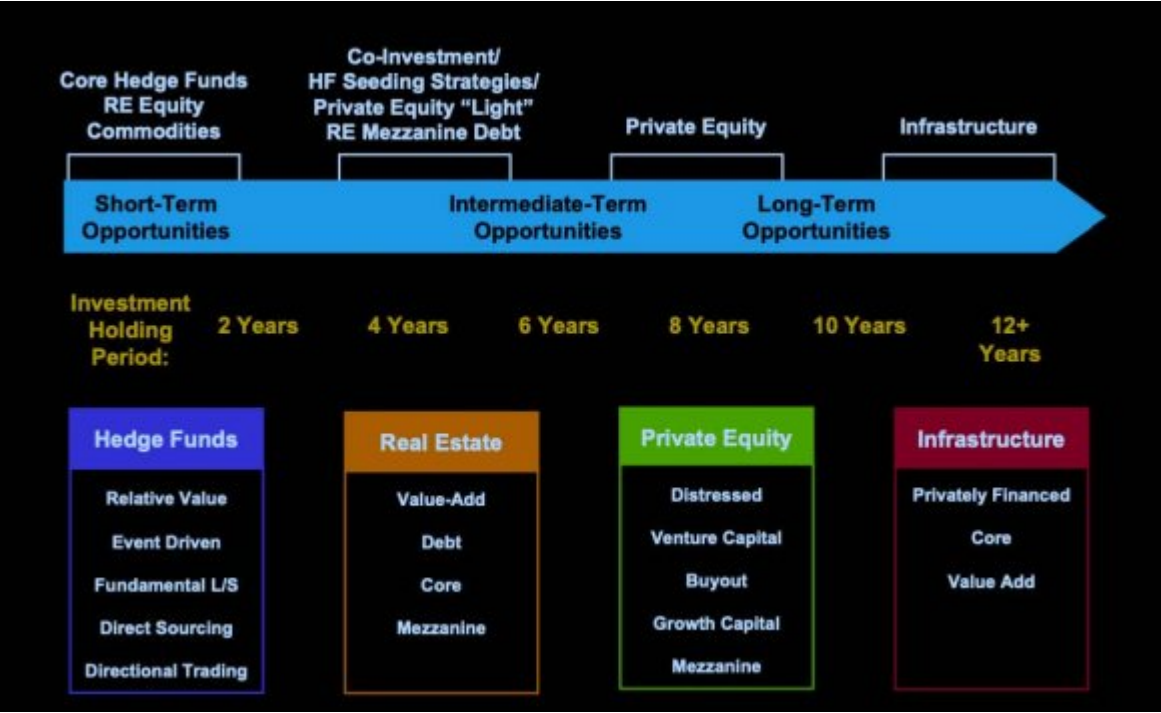 Core Hedge Funds
RE Equity
Commodities
Co-Investment/
HF Seeding Strategies/
Private Equity “Light”
RE Mezzanine Debt
Private Equity
Infrastructure
Short-Term
Opportunities
Intermediate-Term
Opportunities
Long-Term
Opportunities
Investment
Holding
Period:
2 Years
4 Years
6 Years
8 Years
10 Years
12+
Years
Hedge Funds
Relative Value
Event Driven
Fundamental L/S
Direct Sourcing
Directional Trading
Real Estate
Value-Add
Debt
Core
Mezzanine
Private Equity
Distressed
Venture Capital
Buyout
Growth Capital
Mezzanine
Infrastructure
Privately Financed
Core
Value Add